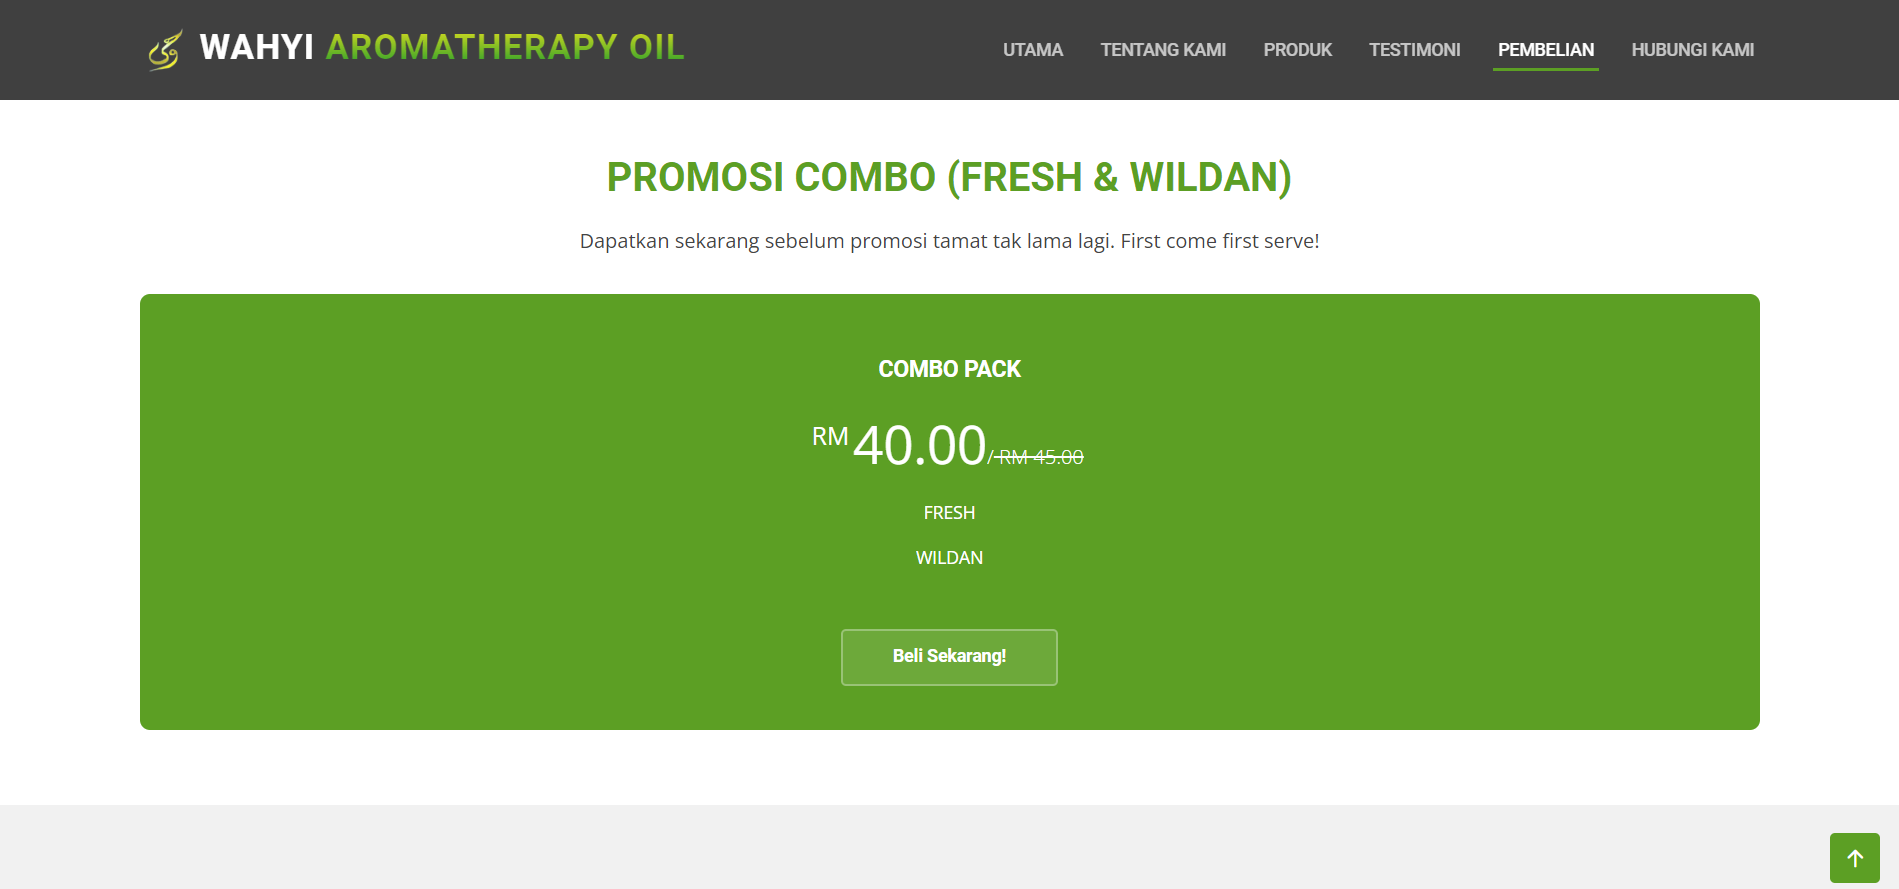 WAHYI AROMATHERAPY OIL
UTAMA TENTANG KAMI PRODUK TESTIMONI PEMBELIAN HUBUNGI KAMI
PROMOSI COMBO (FRESH & WILDAN)
Dapatkan sekarang sebelum promosi tamat tak lama lagi. First come first serve!
COMBO PACK
RM 40.00/ RM 45.00
FRESH
WILDAN
Beli Sekarang!